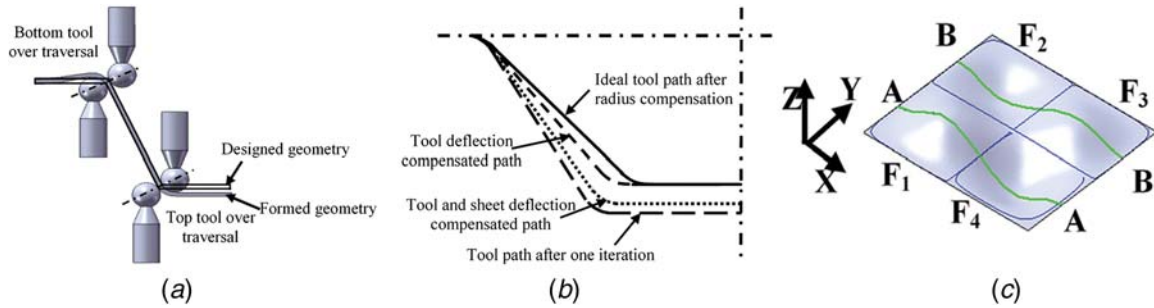 Bottom tool
over traversal
Designed geometry
Formed geometry
Top tool over
traversal
(a)
Ideal tool path after
radius compensation
Tool deflection
compensated path
Tool and sheet deflection
compensated path
Tool path after one iteration
(b)
Z
Y
X
B
F2
A
F3
F1
F4
B
A
(c)